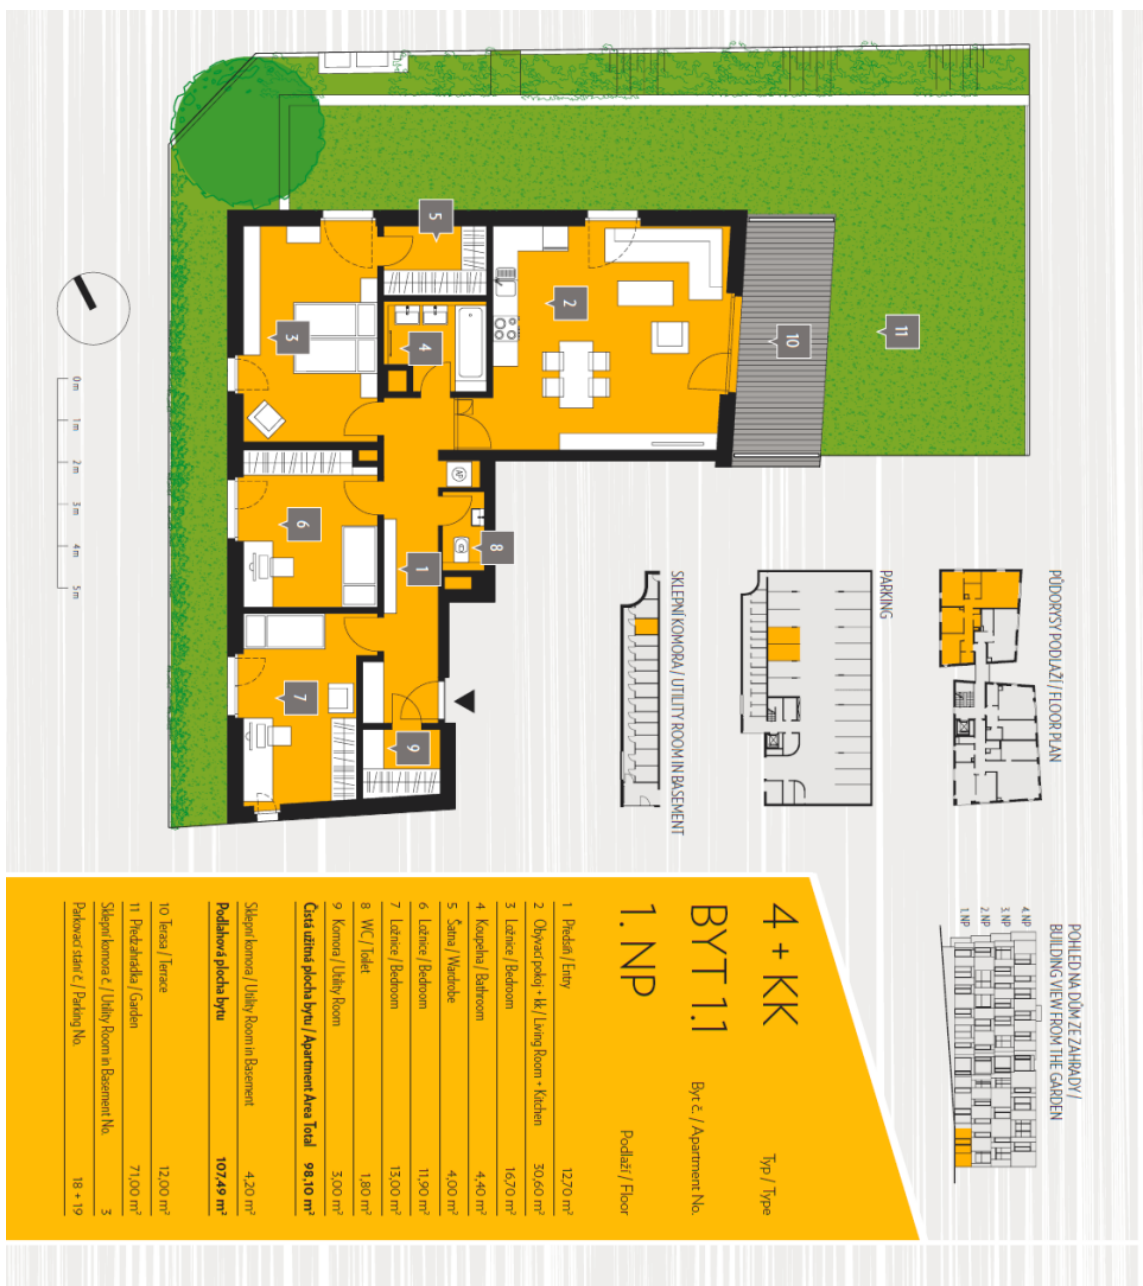 5
2
3
4
10
11
6
1
8
7
9
0m
1m
2m
3m
4m
5m
PŮDORYSY PODLAŽÍ / FLOOR PLAN
PARKING
SKLEPNÍ KOMORA / UTILITY ROOM IN BASEMENT
POHLED NA DŮM ZE ZAHRADY /
BUILDING VIEW FROM THE GARDEN
4. NP
3. NP
2. NP
1. NP
4 + KK Typ / Type
BYT 1.1 Byt č. / Apartment No.
1. NP Podlaží / Floor
1 Předsíň / Entry 12,70 m²
2 Obývací pokoj + kk / Living Room + Kitchen 30,60 m²
3 Ložnice / Bedroom 16,70 m²
4 Koupelna / Bathroom 4,40 m²
5 Šatna / Wardrobe 4,00 m²
6 Ložnice / Bedroom 11,90 m²
7 Ložnice / Bedroom 13,00 m²
8 WC / Toilet 1,80 m²
9 Komora / Utility Room 3,00 m²
Čistá užitná plocha bytu / Apartment Area Total 98,10 m²
Sklepní komora / Utility Room in Basement 4,20 m²
Podlahová plocha bytu 107,49 m²
10 Terasa / Terrace 12,00 m²
11 Předzahrádka / Garden 71,00 m²
Sklepní komora č. / Utility Room in Basement No. 3
Parkovací stání č. / Parking No. 18 + 19